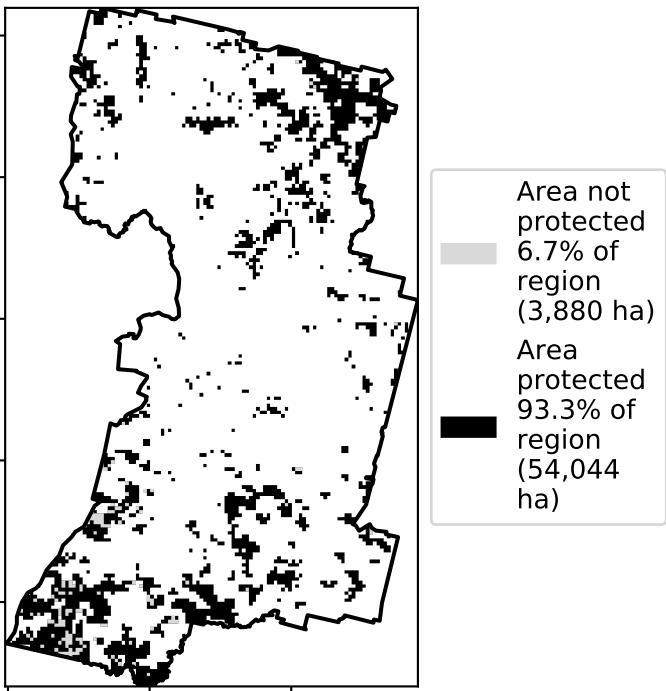 Area not
protected
6.7% of
region
(3,880 ha)
Area
protected
93.3% of
region
(54,044
ha)